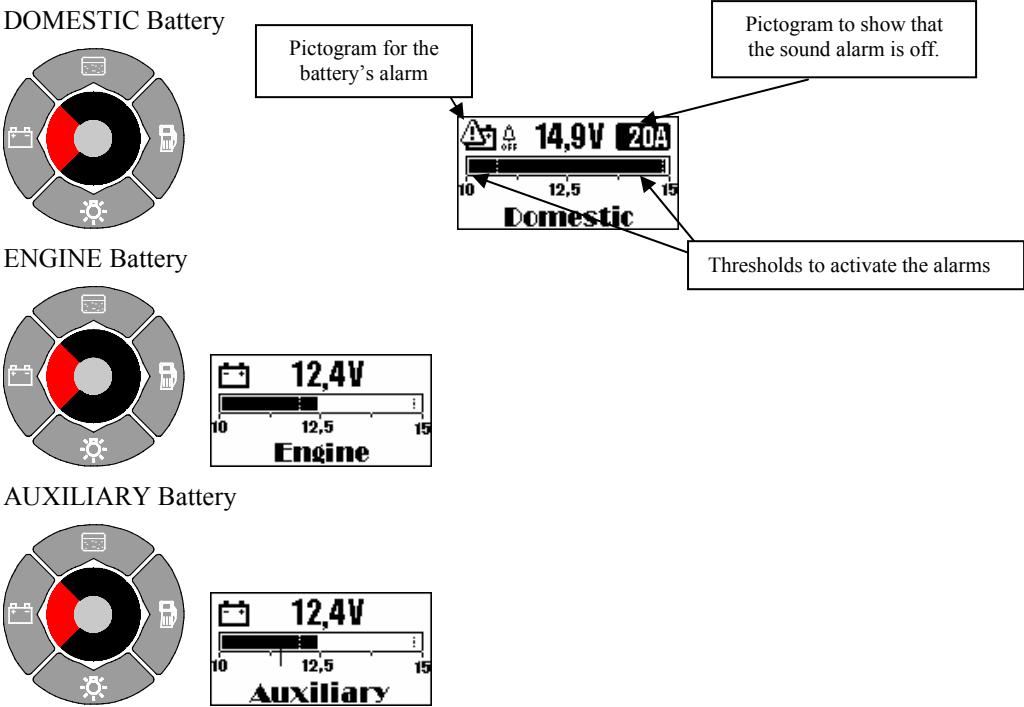 DOMESTIC Battery
Pictogram for the
battery’s alarm
Pictogram to show that
the sound alarm is off.
OFF 14,9V 20A
10 12,5 15
Domestic
Thresholds to activate the alarms
ENGINE Battery
12,4V
10 12,5 15
Engine
AUXILIARY Battery
12,4V
10 12,5 15
Auxiliary